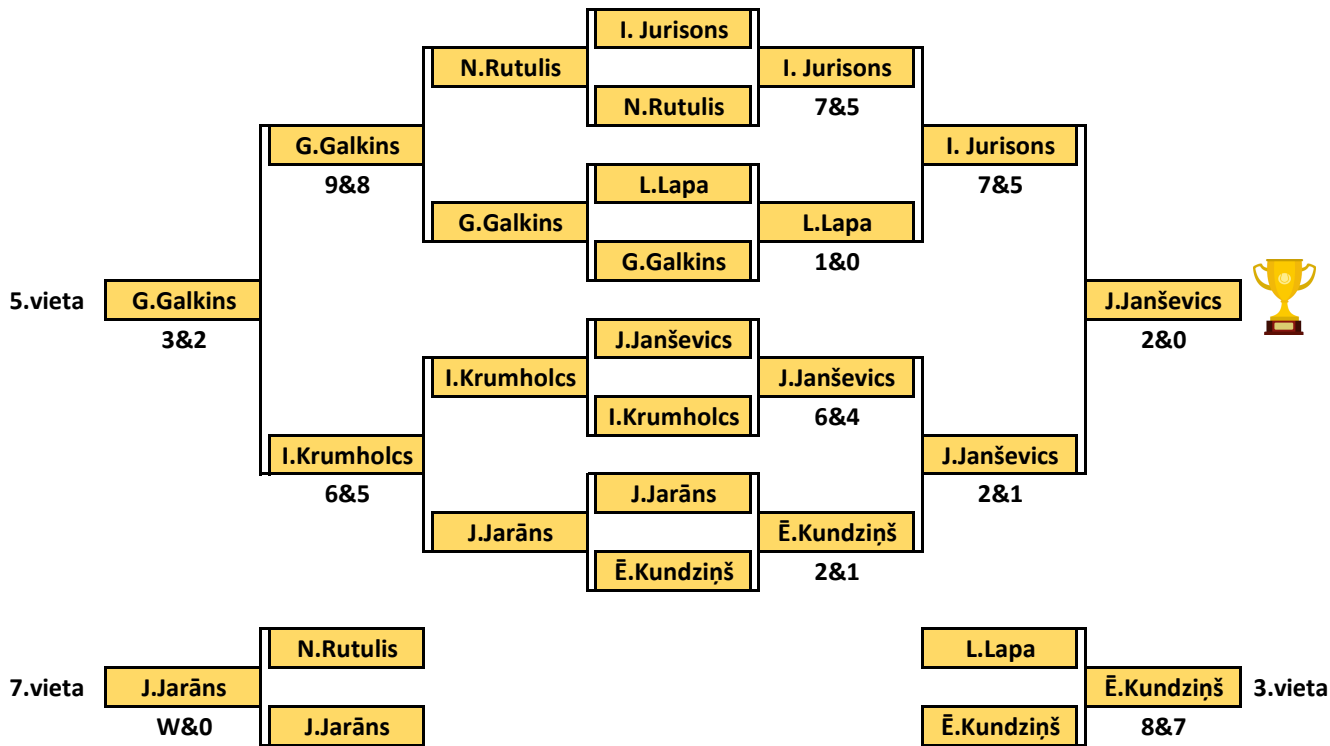 I. Jurisons
N.Rutulis
I. Jurisons
N.Rutulis
7&5
G.Galkins
I. Jurisons
9&8
L.Lapa
7&5
G.Galkins
L.Lapa
G.Galkins
1&0
5.vieta
G.Galkins
J.Janševics
3&2
J.Janševics
2&0
I.Krumholcs
J.Janševics
I.Krumholcs
6&4
I.Krumholcs
J.Janševics
6&5
J.Jarāns
2&1
J.Jarāns
Ē.Kundziņš
Ē.Kundziņš
2&1
N.Rutulis
L.Lapa
7.vieta
J.Jarāns
Ē.Kundziņš
3.vieta
W&0
J.Jarāns
Ē.Kundziņš
8&7